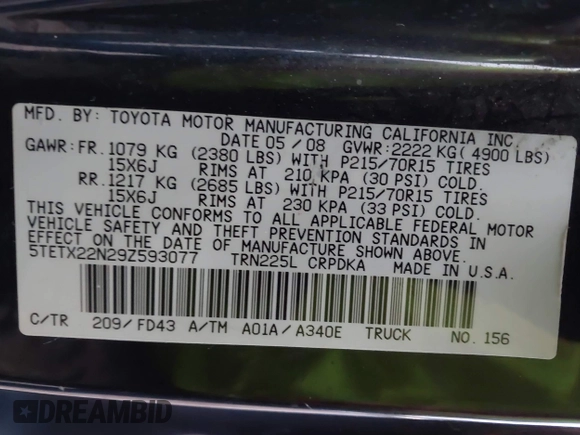 MFD. BY: TOYOTA MOTOR MANUFACTURING CALIFORNIA INC.
DATE 05/08 GVWR:2222 KG( 4900 LBS)
GAWR:FR.1079 KG (2380 LBS) WITH P215/70R15 TIRES
15X6J RIMS AT 210 KPA (30 PSI) COLD.
RR.1217 KG (2685 LBS) WITH P215/70R15 TIRES
15X6J RIMS AT 230 KPA (33 PSI) COLD.
THIS VEHICLE CONFORMS TO ALL APPLICABLE FEDERAL MOTOR
VEHICLE SAFETY AND THEFT PREVENTION STANDARDS IN
EFFECT ON THE DATE OF MANUFACTURE SHOWN ABOVE.
5TETX22N29Z593077 TRN225L CRPDKA MADE IN U.S.A.
C/TR 209/FD43 A/TM A01A/A340E TRUCK NO. 156
DREAMBID